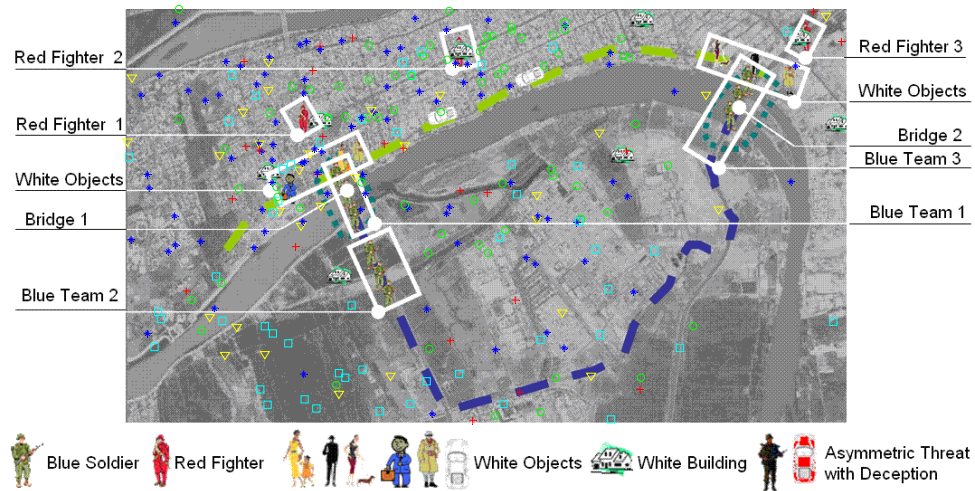 Red Fighter 2
Red Fighter 1
White Objects
Bridge 1
Blue Team 2
Red Fighter 3
White Objects
Bridge 2
Blue Team 3
Blue Team 1
Blue Soldier
Red Fighter
White Objects
White Building
Asymmetric Threat
with Deception